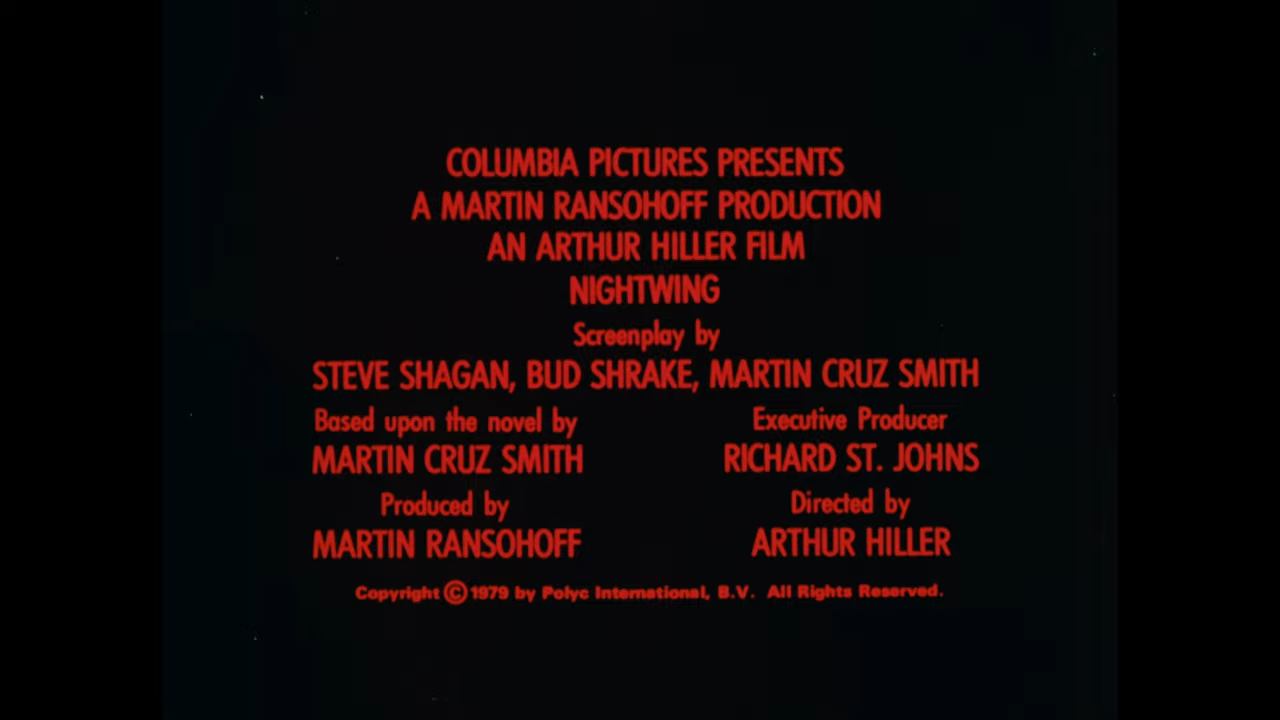 COLUMBIA PICTURES PRESENTS
A MARTIN RANSOHOFF PRODUCTION
AN ARTHUR HILLER FILM
NIGHTWING
Screenplay by
STEVE SHAGAN, BUD SHRAKE, MARTIN CRUZ SMITH
Based upon the novel by
MARTIN CRUZ SMITH
Executive Producer
RICHARD ST. JOHNS
Produced by
MARTIN RANSOHOFF
Directed by
ARTHUR HILLER
Copyright © 1979 by Polyc International, B.V. All Rights Reserved.